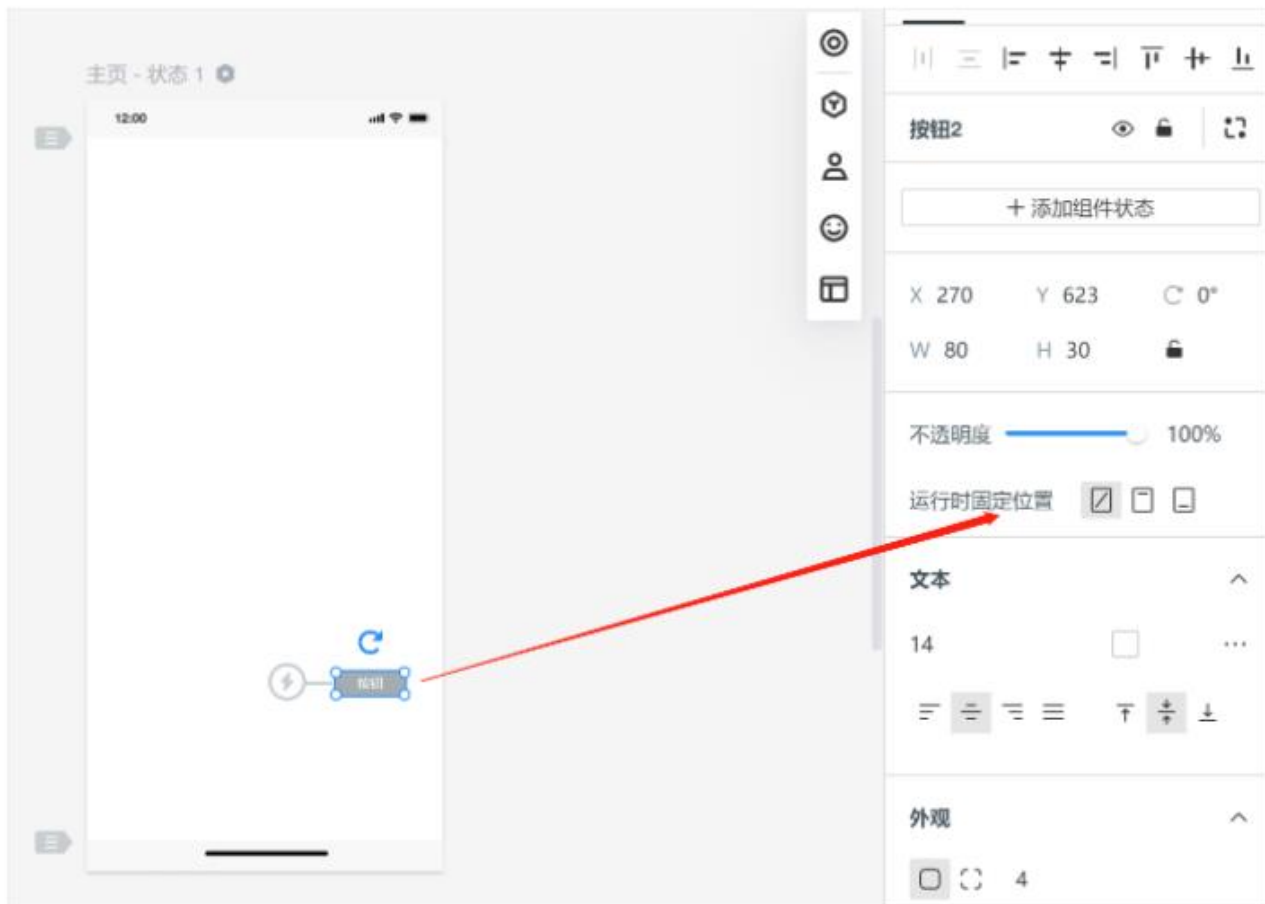 主页 - 状态 1
12:00
按钮
按钮2
添加组件状态
X 270 Y 623 0°
W 80 H 30
不透明度 100%
运行时固定位置
文本
14
外观
4